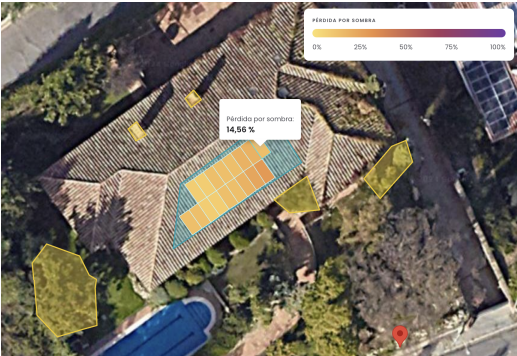 PÉRDIDA POR SOMBRA
0% 25% 50% 75% 100%
Pérdida por sombra:
14,56 %